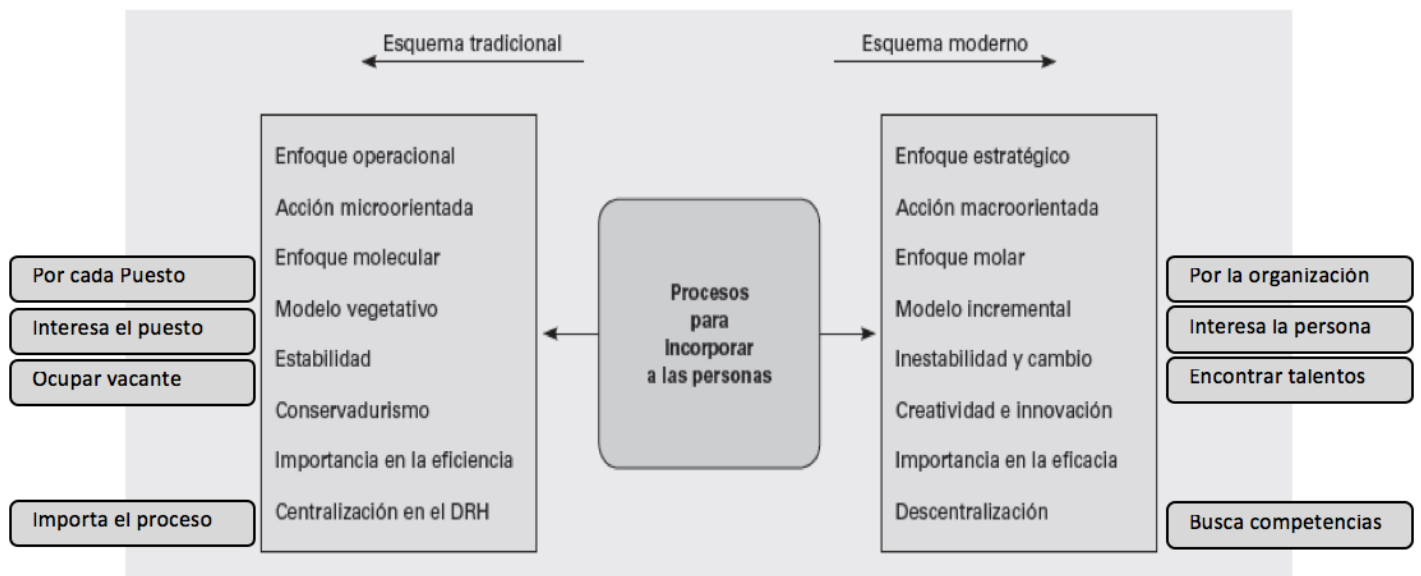 Esquema tradicional
Esquema moderno
Enfoque operacional
Acción microorientada
Enfoque molecular
Modelo vegetativo
Estabilidad
Conservadurismo
Importancia en la eficiencia
Centralización en el DRH
Por cada Puesto
Interesa el puesto
Ocupar vacante
Importa el proceso
Procesos
para
Incorporar
a las personas
Enfoque estratégico
Acción macroorientada
Enfoque molar
Modelo incremental
Inestabilidad y cambio
Creatividad e innovación
Importancia en la eficacia
Descentralización
Por la organización
Interesa la persona
Encontrar talentos
Busca competencias